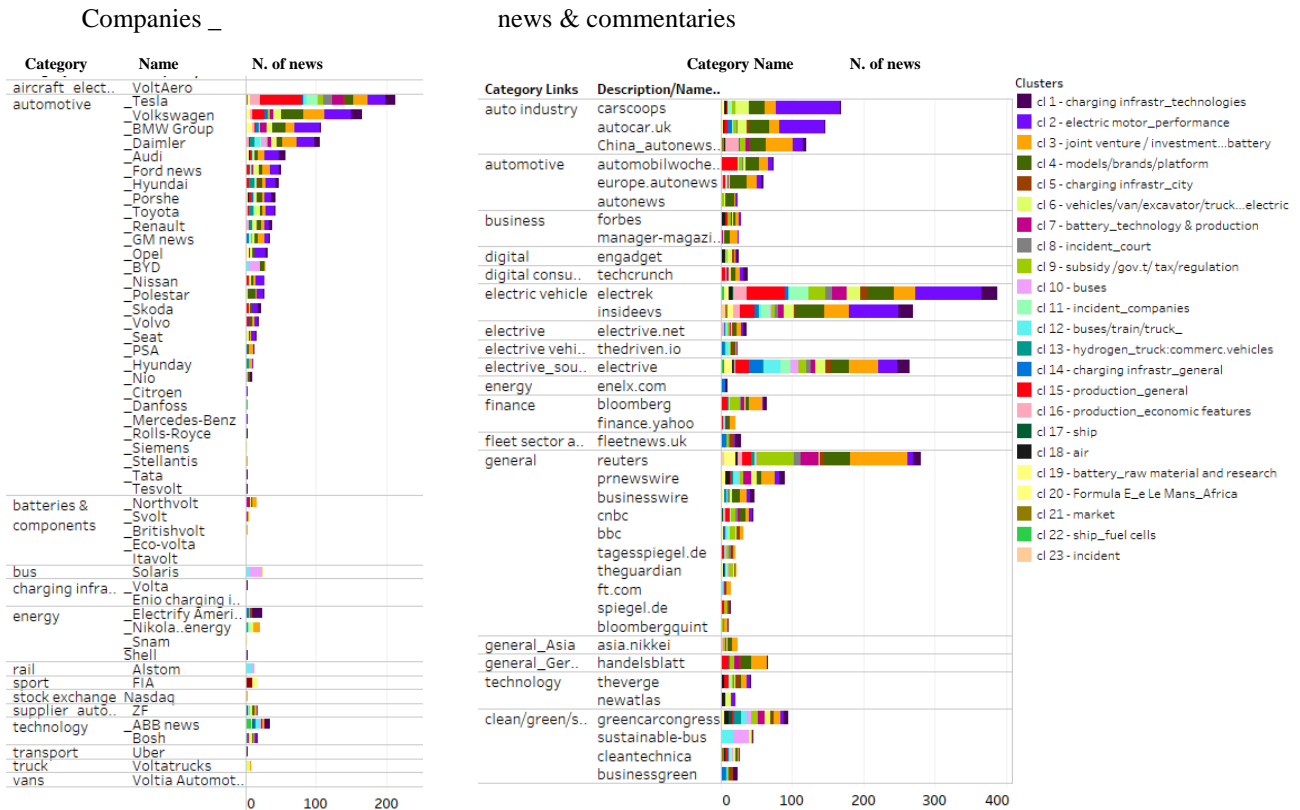 Companies _
news & commentaries
Category Name N. of news
aircraft elect.. VoltAero
automotive _Tesla
_Volkswagen
_BMW Group
_Daimler
_Audi
_Ford news
_Hyundai
_Porshe
_Toyota
_Renault
_GM news
_Opel
_BYD
_Nissan
_Polestar
_Skoda
_Volvo
_Seat
_PSA
_Hyunday
_Nio
_Citroen
_Danfoss
_Mercedes-Benz
_Rolls-Royce
_Siemens
_Stellantis
_Tata
_Tesvolt
batteries & components _Northvolt
_Svolt
_Britishvolt
_Eco-volta
Itavolt
bus Solaris
charging infra.. _Volta
_Enio charging i..
energy _Electrify Ameri..
_Nikola..energy
_Snam
Shell
rail Alstom
sport FIA
stock exchange Nasdaq
supplier_auto.. ZF
technology _ABB news
Bosh
transport Uber
truck Voltatrucks
vans Voltia Automot..
0 100 200
Category Name N. of news
Category Links Description/Name..
auto industry carscoops
autocar.uk
China_autonews..
automotive automobilwoche..
europe.autonews
autonews
business forbes
manager-magazi..
digital engadget
digital consu.. techcrunch
electric vehicle electrek
insideevs
electrive electrive.net
electrive vehi.. thedriven.io
electrive_sou.. electrive
energy enelx.com
finance bloomberg
finance.yahoo
fleet sector a.. fleetnews.uk
general reuters
prnewswire
businesswire
cnbc
bbc
tagesspiegel.de
theguardian
ft.com
spiegel.de
bloombergquint
general_Asia asia.nikkei
general_Ger.. handelsblatt
technology theverge
newatlas
clean/green/s.. greencarcongress
sustainable-bus
cleantechnica
businessgreen
0 100 200 300 400
Clusters
cl 1 - charging infrastr_technologies
cl 2 - electric motor_performance
cl 3 - joint venture / investment...battery
cl 4 - models/brands/platform
cl 5 - charging infrastr_city
cl 6 - vehicles/van/excavator/truck...electric
cl 7 - battery_technology & production
cl 8 - incident_court
cl 9 - subsidy /gov.t/ tax/regulation
cl 10 - buses
cl 11 - incident_companies
cl 12 - buses/train/truck_
cl 13 - hydrogen_truck:commerc.vehicles
cl 14 - charging infrastr_general
cl 15 - production_general
cl 16 - production_economic features
cl 17 - ship
cl 18 - air
cl 19 - battery_raw material and research
cl 20 - Formula E_e Le Mans_Africa
cl 21 - market
cl 22 - ship_fuel cells
cl 23 - incident